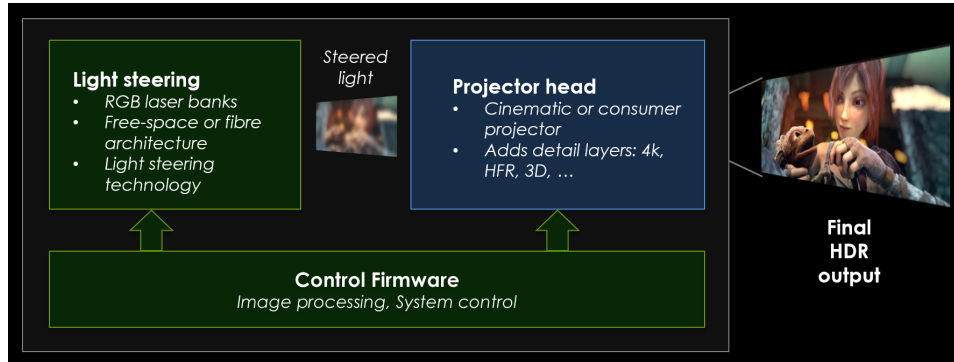 Light steering
• RGB laser banks
• Free-space or fibre
architecture
• Light steering
technology
Steered
light
Projector head
• Cinematic or consumer
projector
• Adds detail layers: 4k,
HFR, 3D, …
Control Firmware
Image processing, System control
Final
HDR
output